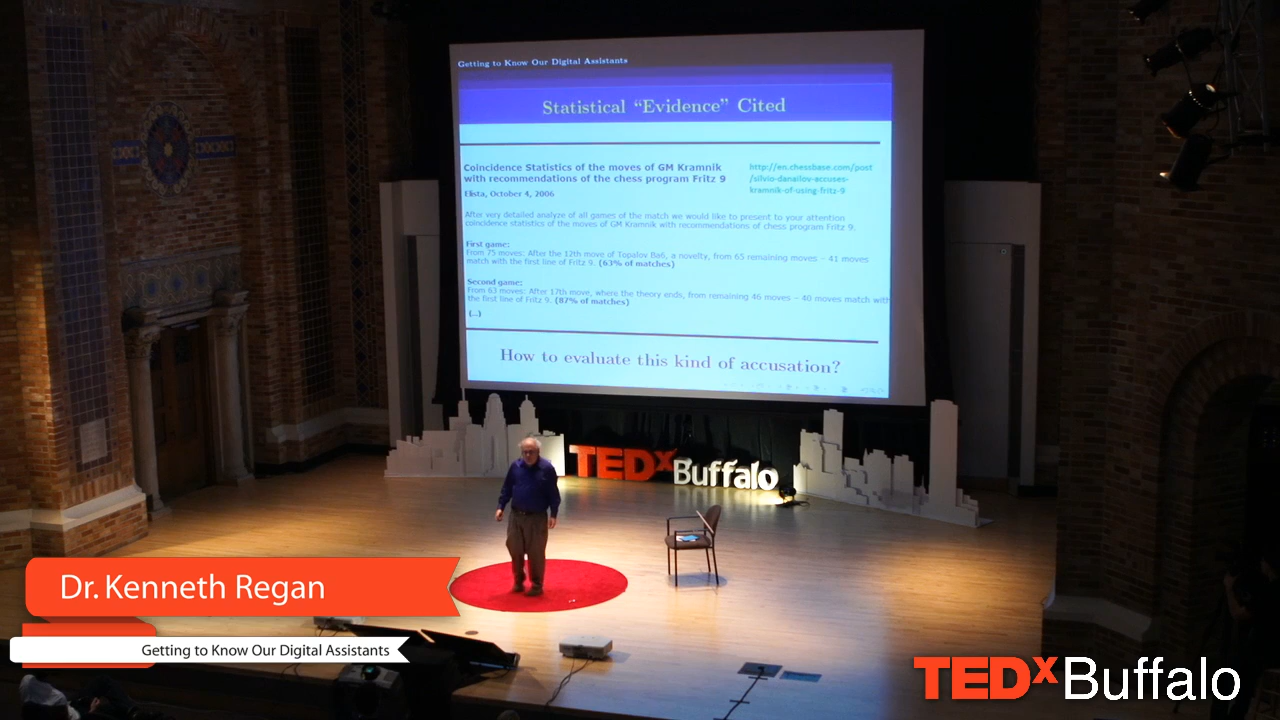 Getting to Know Our Digital Assistants
Statistical “Evidence” Cited
Coincidence Statistics of the moves of GM Kramnik
with recommendations of the chess program Fritz 9
http://en.chessbase.com/post
/silvio-danailov-accuses-
kramnik-of-using-fritz-9
Elista, October 4, 2006
After very detailed analyze of all games of the match we would like to present to your attention
coincidence statistics of the moves of GM Kramnik with recommendations of chess program Fritz 9.
First game:
From 75 moves: After the 12th move of Topalov Ba6, a novelty, from 65 remaining moves – 41 moves
match with the first line of Fritz 9. (63% of matches)
Second game:
From 63 moves: After 17th move, where the theory ends, from remaining 46 moves – 40 moves match with
the first line of Fritz 9. (87% of matches)
(...)
How to evaluate this kind of accusation?
TEDxBuffalo
Dr. Kenneth Regan
Getting to Know Our Digital Assistants
TEDxBuffalo